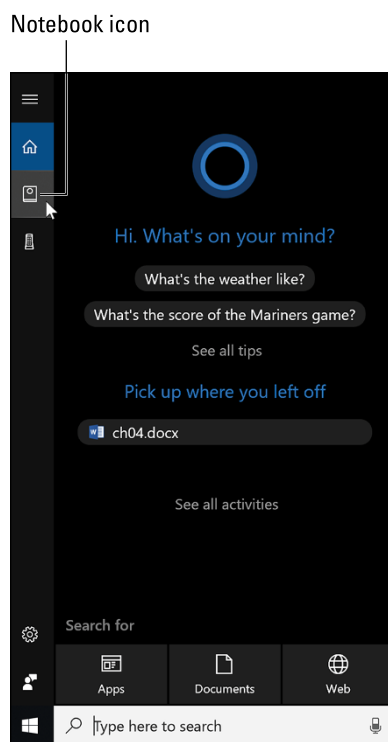 Notebook icon
Hi. What's on your mind?
What's the weather like?
What's the score of the Mariners game?
See all tips
Pick up where you left off
ch04.docx
See all activities
Search for
Apps
Documents
Web
Type here to search